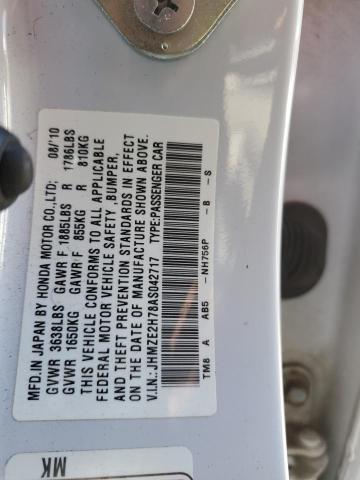 MFD. IN JAPAN BY HONDA MOTOR CO.,LTD; 08/10
GVWR 3638LBS GAWR F 1885LBS R 1786LBS
GVWR 1650KG GAWR F 855KG R 810KG
THIS VEHICLE CONFORMS TO ALL APPLICABLE
FEDERAL MOTOR VEHICLE SAFETY ,BUMPER,
AND THEFT PREVENTION STANDARDS IN EFFECT
ON THE DATE OF MANUFACTURE SHOWN ABOVE.
V.I.N.: JHMZE2H78AS042717 TYPE:PASSENGER CAR
TM8 A AB5 -NH756P -B -S
MK